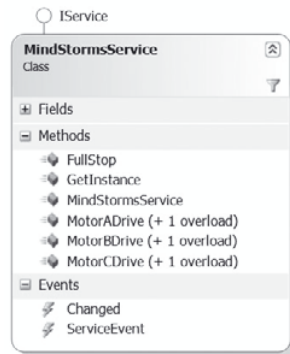 IService
MindStormsService
Class
Fields
Methods
FullStop
GetInstance
MindStormsService
MotorADrive (+ 1 overload)
MotorBDrive (+ 1 overload)
MotorCDrive (+ 1 overload)
Events
Changed
ServiceEvent